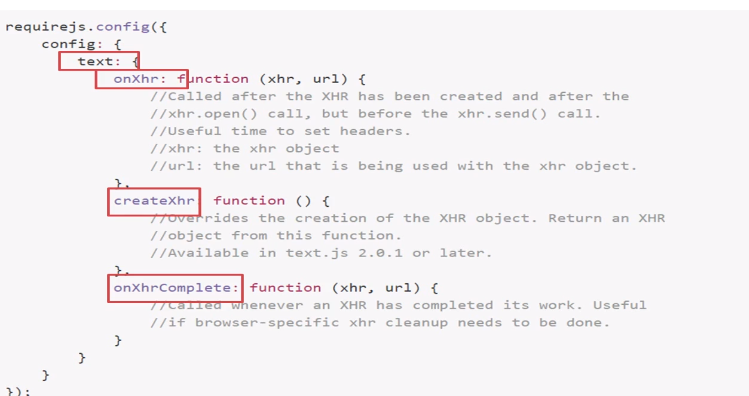 requirejs.config({
    config: {
        text: {
            onXhr: function (xhr, url) {
                //Called after the XHR has been created and after the
                //xhr.open() call, but before the xhr.send() call.
                //Useful time to set headers.
                //xhr: the xhr object
                //url: the url that is being used with the xhr object.
            },
            createXhr: function () {
                //Overrides the creation of the XHR object. Return an XHR
                //object from this function.
                //Available in text.js 2.0.1 or later.
            },
            onXhrComplete: function (xhr, url) {
                //Called whenever an XHR has completed its work. Useful
                //if browser-specific xhr cleanup needs to be done.
            }
        }
    }
});